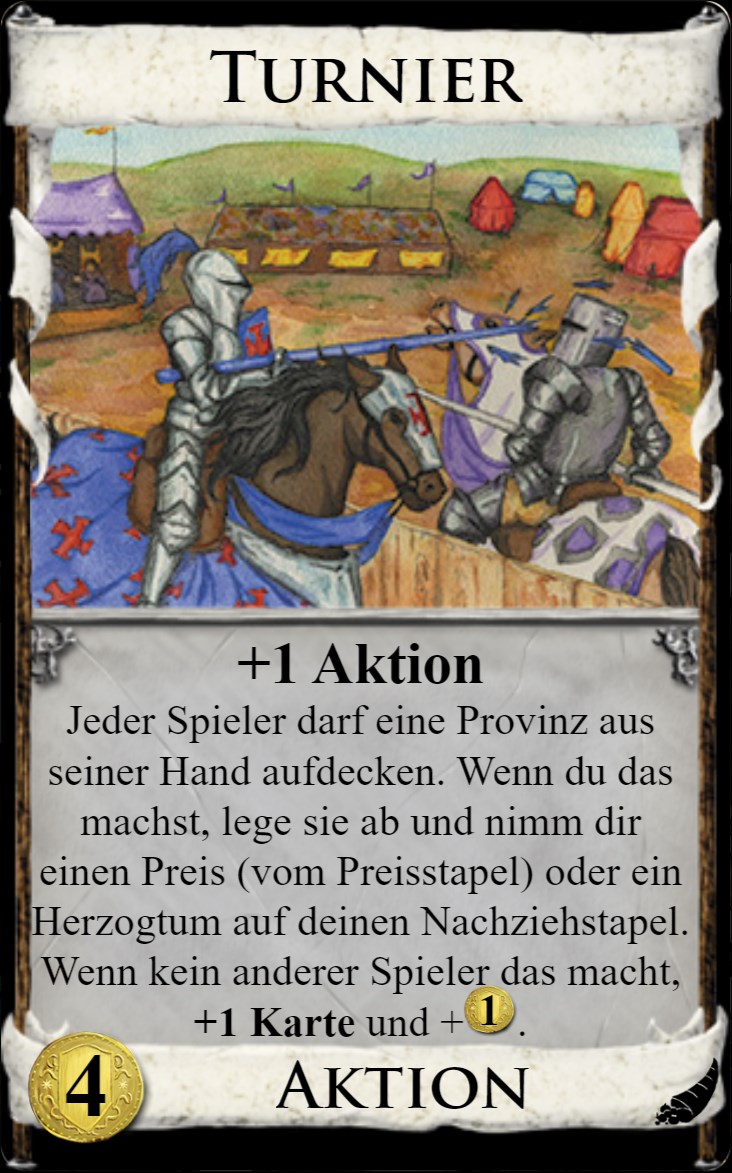 TURNIER
+1 Aktion
Jeder Spieler darf eine Provinz aus
seiner Hand aufdecken. Wenn du das
machst, lege sie ab und nimm dir
einen Preis (vom Preisstapel) oder ein
Herzogtum auf deinen Nachziehstapel.
Wenn kein anderer Spieler das macht,
+1 Karte und +1.
4 AKTION